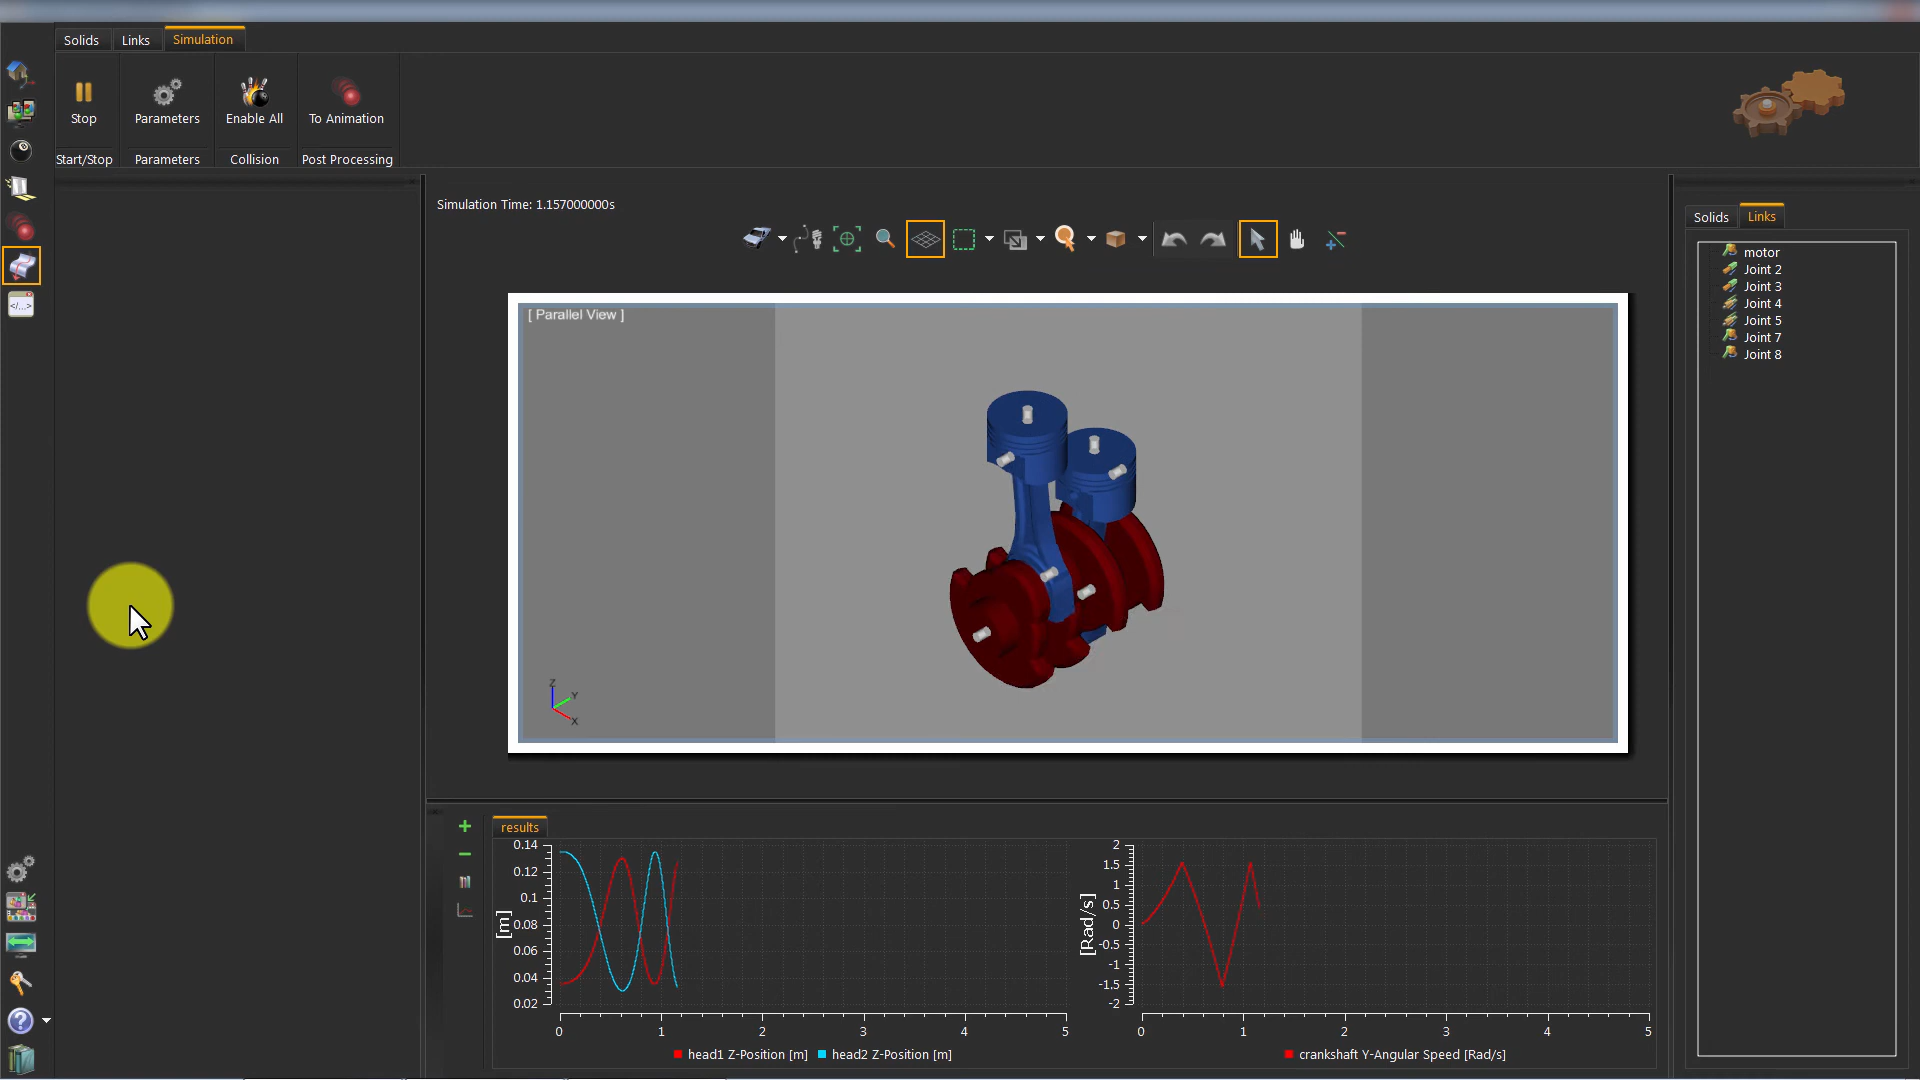 Solids Links Simulation
Stop Parameters Enable All To Animation
Start/Stop Parameters Collision Post Processing
Simulation Time: 1.157000000s
Solids Links
motor
Joint 2
Joint 3
Joint 4
Joint 5
Joint 7
Joint 8
[ Parallel View ]
Z
Y
X
results
0.14
0.12
0.1
0.08
0.06
0.04
0.02
[m]
0 1 2 3 4 5
head1 Z-Position [m] head2 Z-Position [m]
2
1.5
1
0.5
0
-0.5
-1
-1.5
-2
[Rad/s]
0 1 2 3 4 5
crankshaft Y-Angular Speed [Rad/s]